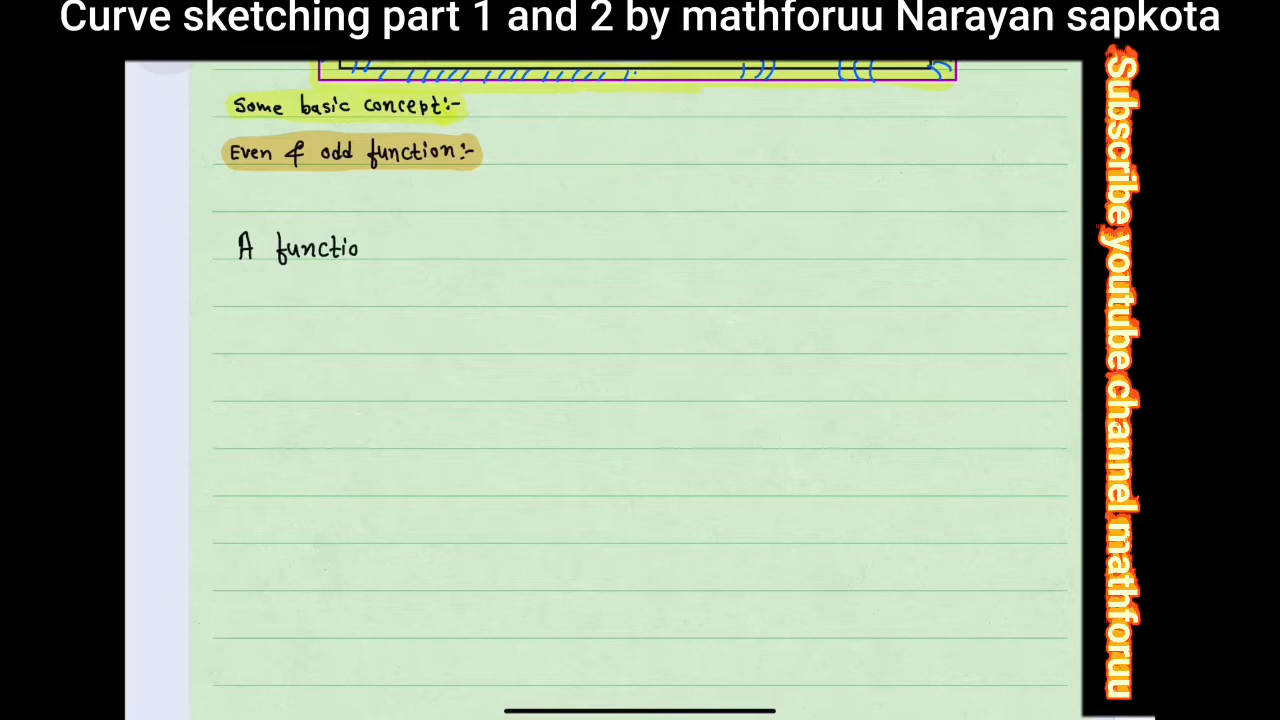 Curve sketching part 1 and 2 by mathforuu Narayan sapkota
Some basic concept:-
Even & odd function:-
A functio
Subscribe youtube channel mathforuu